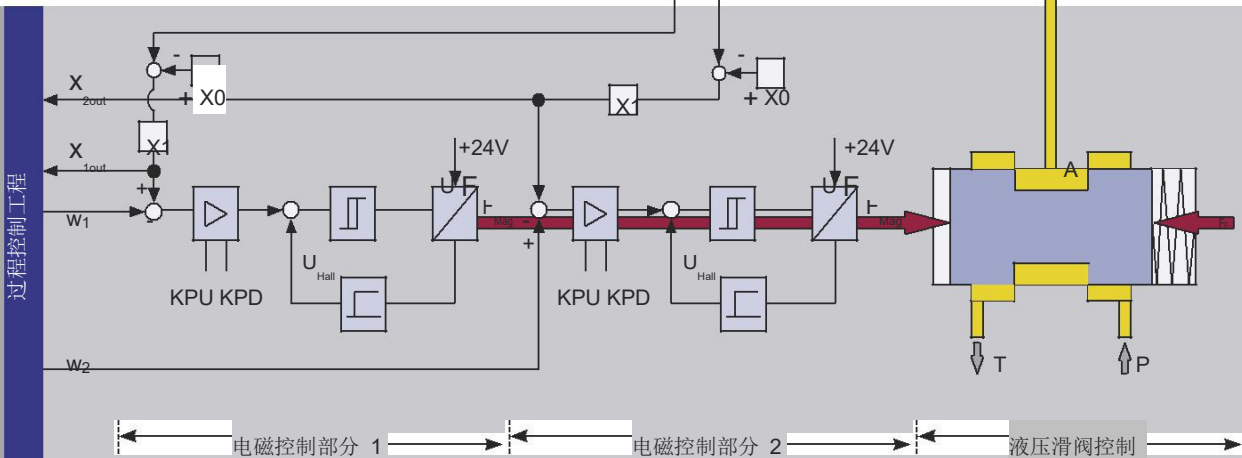 过程控制工程
-
-
X
2out
+ X0
X1
+ X0
X
1out
X1
+24V
+24V
+
U F
U F
A
W1
-
F
Mag
-
F
Mag
+
U
Hall
U
Hall
KPU KPD
KPU KPD
T
P
W2
电磁控制部分 1
电磁控制部分 2
液压滑阀控制